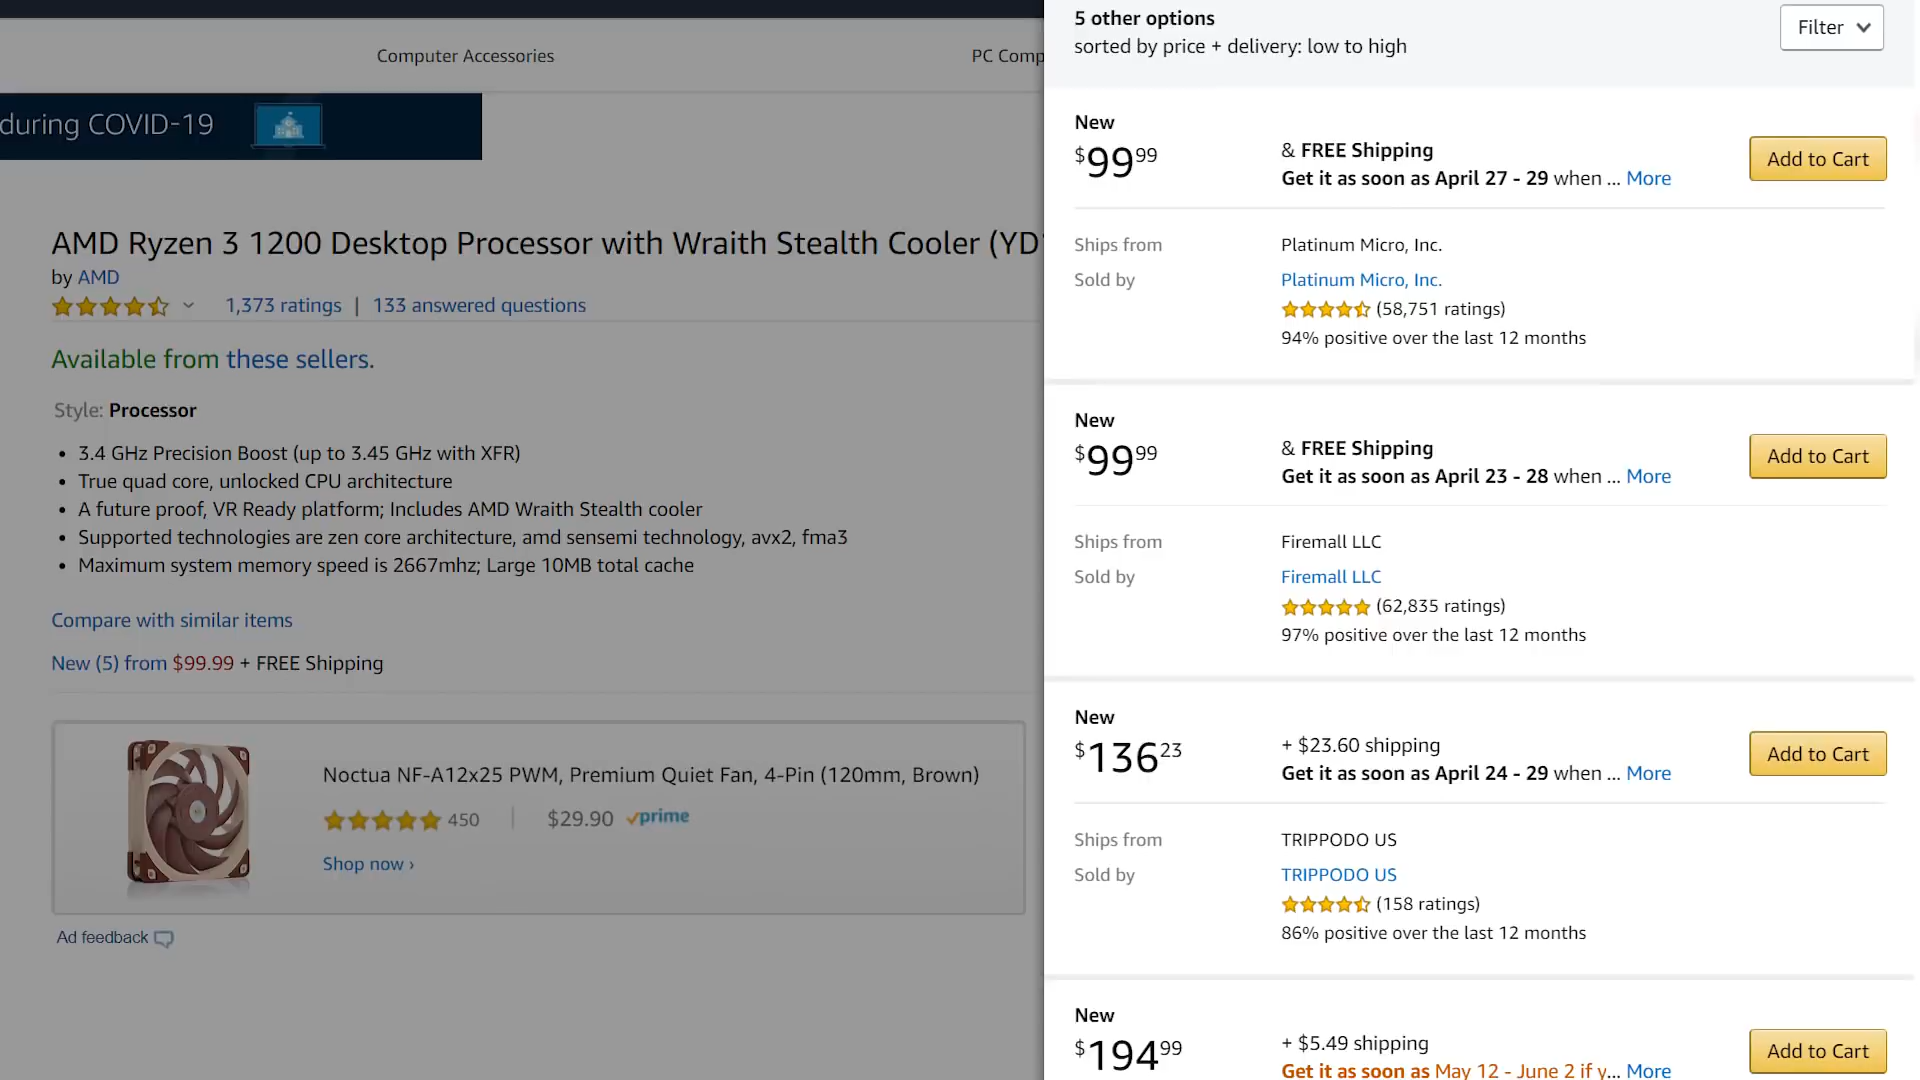 Computer Accessories
PC Comp
during COVID-19
AMD Ryzen 3 1200 Desktop Processor with Wraith Stealth Cooler (YD
by AMD
1,373 ratings | 133 answered questions
Available from these sellers.
Style: Processor
• 3.4 GHz Precision Boost (up to 3.45 GHz with XFR)
• True quad core, unlocked CPU architecture
• A future proof, VR Ready platform; Includes AMD Wraith Stealth cooler
• Supported technologies are zen core architecture, amd sensemi technology, avx2, fma3
• Maximum system memory speed is 2667mhz; Large 10MB total cache
Compare with similar items
New (5) from $99.99 + FREE Shipping
Noctua NF-A12x25 PWM, Premium Quiet Fan, 4-Pin (120mm, Brown)
450 | $29.90 prime
Shop now ›
Ad feedback
5 other options
sorted by price + delivery: low to high
Filter
New
$99 99
& FREE Shipping
Get it as soon as April 27 - 29 when ... More
Add to Cart
Ships from Platinum Micro, Inc.
Sold by Platinum Micro, Inc.
(58,751 ratings)
94% positive over the last 12 months
New
$99 99
& FREE Shipping
Get it as soon as April 23 - 28 when ... More
Add to Cart
Ships from Firemall LLC
Sold by Firemall LLC
(62,835 ratings)
97% positive over the last 12 months
New
$136 23
+ $23.60 shipping
Get it as soon as April 24 - 29 when ... More
Add to Cart
Ships from TRIPPODO US
Sold by TRIPPODO US
(158 ratings)
86% positive over the last 12 months
New
$194 99
+ $5.49 shipping
Get it as soon as May 12 - June 2 if y... More
Add to Cart